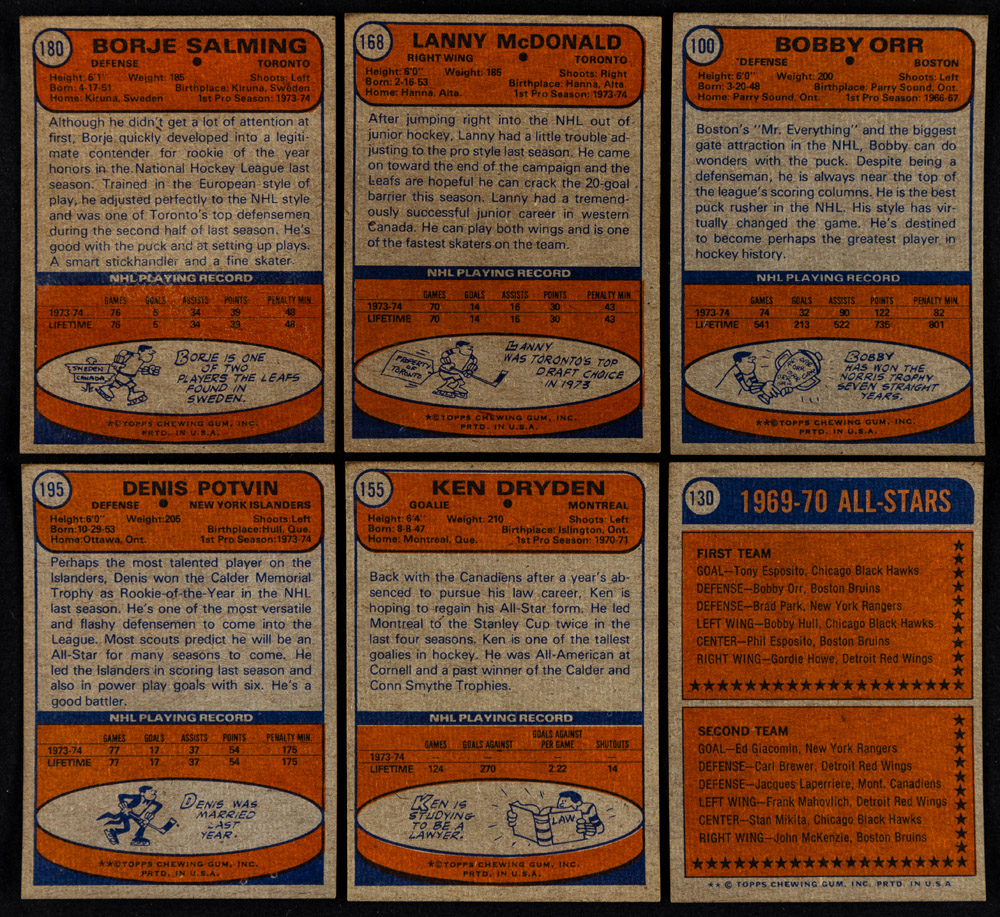 180
BORJE SALMING
DEFENSE TORONTO
Height: 6'1" Weight: 185 Shoots: Left
Born: 4-17-51 Birthplace: Kiruna, Sweden
Home: Kiruna, Sweden 1st Pro Season: 1973-74
Although he didn't get a lot of attention at
first, Borje quickly developed into a legiti-
mate contender for rookie of the year
honors in the National Hockey League last
season. Trained in the European style of
play, he adjusted perfectly to the NHL style
and was one of Toronto's top defensemen
during the second half of last season. He's
good with the puck and at setting up plays.
A smart stickhandler and a fine skater.
NHL PLAYING RECORD
GAMES GOALS ASSISTS POINTS PENALTY MIN.
1973-74 76 5 34 39 48
LIFETIME 76 5 34 39 48
SWEDEN
CANADA
BORJE IS ONE
OF TWO
PLAYERS THE LEAFS
FOUND IN
SWEDEN.
★©TOPPS CHEWING GUM, INC.
PRTD. IN U.S.A.
168
LANNY McDONALD
RIGHT WING TORONTO
Height: 6'0" Weight: 185 Shoots: Right
Born: 2-16-53 Birthplace: Hanna, Alta.
Home: Hanna, Alta. 1st Pro Season: 1973-74
After jumping right into the NHL out of
junior hockey, Lanny had a little trouble ad-
justing to the pro style last season. He came
on toward the end of the campaign and the
Leafs are hopeful he can crack the 20-goal
barrier this season. Lanny had a tremend-
ously successful junior career in western
Canada. He can play both wings and is one
of the fastest skaters on the team.
NHL PLAYING RECORD
GAMES GOALS ASSISTS POINTS PENALTY MIN.
1973-74 70 14 16 30 43
LIFETIME 70 14 16 30 43
PROPERTY
OF
TORONTO
LANNY
WAS TORONTO'S TOP
DRAFT CHOICE
IN 1973
★©TOPPS CHEWING GUM, INC.
PRTD. IN U.S.A.
100
BOBBY ORR
DEFENSE BOSTON
Height: 6'0" Weight: 200 Shoots: Left
Born: 3-20-48 Birthplace: Parry Sound, Ont.
Home: Parry Sound, Ont. 1st Pro Season: 1966-67
Boston's "Mr. Everything" and the biggest
gate attraction in the NHL, Bobby can do
wonders with the puck. Despite being a
defenseman, he is always near the top of
the league's scoring columns. He is the best
puck rusher in the NHL. His style has vir-
tually changed the game. He's destined
to become perhaps the greatest player in
hockey history.
NHL PLAYING RECORD
GAMES GOALS ASSISTS POINTS PENALTY MIN.
1973-74 74 32 90 122 82
LIFETIME 541 213 522 735 801
BOBBY
HAS WON THE
NORRIS TROPHY
SEVEN STRAIGHT
YEARS.
★★©TOPPS CHEWING GUM, INC.
PRTD. IN U.S.A.
195
DENIS POTVIN
DEFENSE NEW YORK ISLANDERS
Height:6'0" Weight:205 Shoots:Left
Born:10-29-53 Birthplace:Hull, Que.
Home:Ottawa, Ont. 1st Pro Season:1973-74
Perhaps the most talented player on the
Islanders, Denis won the Calder Memorial
Trophy as Rookie-of-the-Year in the NHL
last season. He's one of the most versatile
and flashy defensemen to come into the
League. Most scouts predict he will be an
All-Star for many seasons to come. He
led the Islanders in scoring last season and
also in power play goals with six. He's a
good battler.
NHL PLAYING RECORD
GAMES GOALS ASSISTS POINTS PENALTY MIN.
1973-74 77 17 37 54 175
LIFETIME 77 17 37 54 175
DENIS WAS
MARRIED
LAST
YEAR.
★★©TOPPS CHEWING GUM, INC.
PRTD. IN U.S.A.
155
KEN DRYDEN
GOALIE MONTREAL
Height: 6'4" Weight: 210 Shoots: Left
Born: 8-8-47 Birthplace: Islington, Ont.
Home: Montreal, Que. 1st Pro Season: 1970-71
Back with the Canadiens after a year's ab-
sence to pursue his law career, Ken is
hoping to regain his All-Star form. He led
Montreal to the Stanley Cup twice in the
last four seasons. Ken is one of the tallest
goalies in hockey. He was All-American at
Cornell and a past winner of the Calder and
Conn Smythe Trophies.
NHL PLAYING RECORD
GAMES GOALS AGAINST GOALS AGAINST PER GAME SHUTOUTS
1973-74 — — — —
LIFETIME 124 270 2.22 14
KEN IS
STUDYING
TO BE A
LAWYER.
LAW
★©TOPPS CHEWING GUM, INC.
PRTD. IN U.S.A.
130
1969-70 ALL-STARS
FIRST TEAM
GOAL—Tony Esposito, Chicago Black Hawks
DEFENSE—Bobby Orr, Boston Bruins
DEFENSE—Brad Park, New York Rangers
LEFT WING—Bobby Hull, Chicago Black Hawks
CENTER—Phil Esposito, Boston Bruins
RIGHT WING—Gordie Howe, Detroit Red Wings
SECOND TEAM
GOAL—Ed Giacomin, New York Rangers
DEFENSE—Carl Brewer, Detroit Red Wings
DEFENSE—Jacques Laperriere, Mont. Canadiens
LEFT WING—Frank Mahovlich, Detroit Red Wings
CENTER—Stan Mikita, Chicago Black Hawks
RIGHT WING—John McKenzie, Boston Bruins
★★ © TOPPS CHEWING GUM, INC. PRTD. IN U.S.A